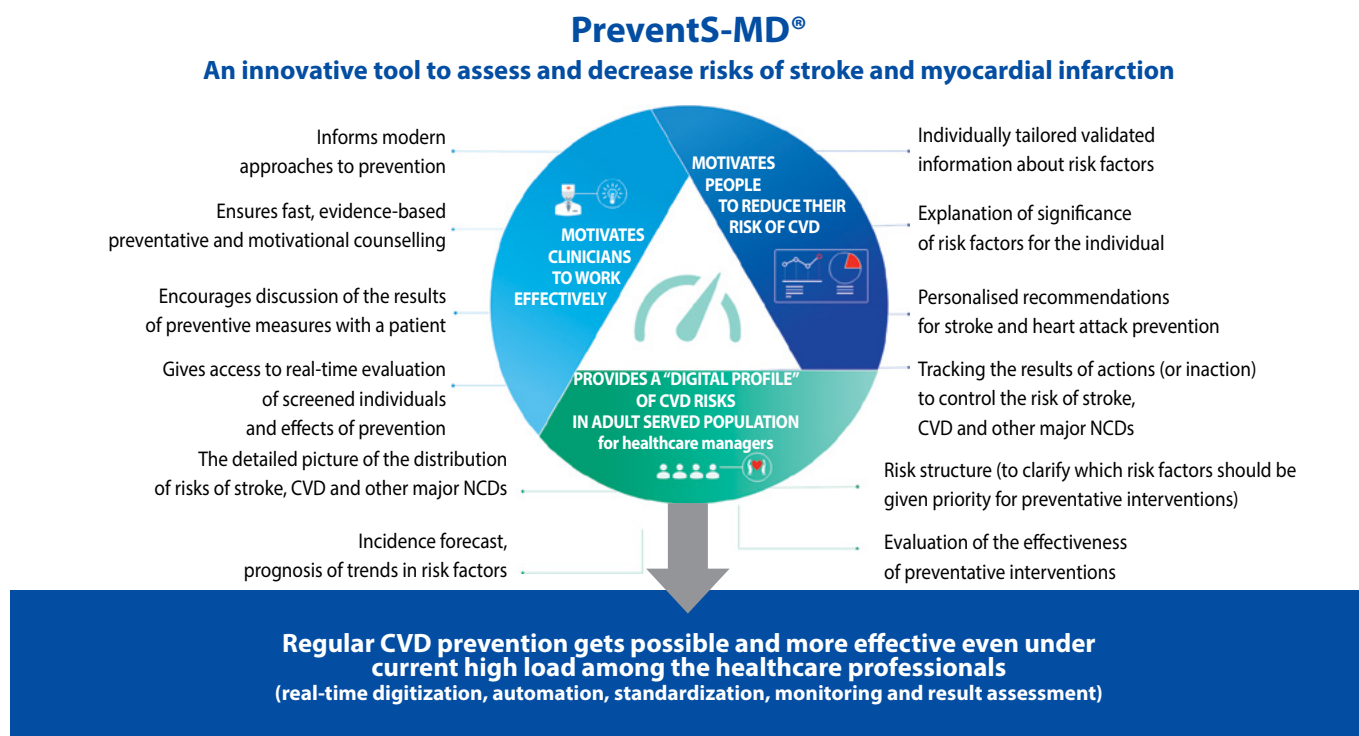 PreventS-MD®
An innovative tool to assess and decrease risks of stroke and myocardial infarction
Informs modern
approaches to prevention
Ensures fast, evidence-based
preventative and motivational counselling
Encourages discussion of the results
of preventive measures with a patient
Gives access to real-time evaluation
of screened individuals
and effects of prevention
The detailed picture of the distribution
of risks of stroke, CVD and other major NCDs
Incidence forecast,
prognosis of trends in risk factors
MOTIVATES
CLINICIANS
TO WORK
EFFECTIVELY
MOTIVATES
PEOPLE
TO REDUCE THEIR
RISK OF CVD
PROVIDES A “DIGITAL PROFILE”
OF CVD RISKS
IN ADULT SERVED POPULATION
for healthcare managers
Individually tailored validated
information about risk factors
Explanation of significance
of risk factors for the individual
Personalised recommendations
for stroke and heart attack prevention
Tracking the results of actions (or inaction)
to control the risk of stroke,
CVD and other major NCDs
Risk structure (to clarify which risk factors should be
given priority for preventative interventions)
Evaluation of the effectiveness
of preventative interventions
Regular CVD prevention gets possible and more effective even under
current high load among the healthcare professionals
(real-time digitization, automation, standardization, monitoring and result assessment)